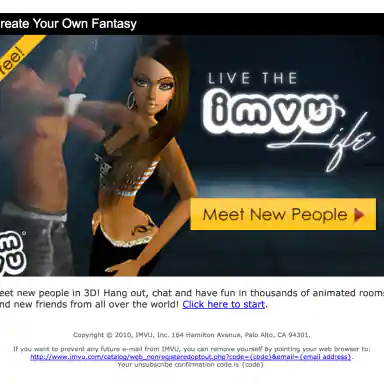 reate Your Own Fantasy
free!
LIVE THE
imvu
Life
Meet New People
eet new people in 3D! Hang out, chat and have fun in thousands of animated rooms
nd new friends from all over the world! Click here to start.
Copyright © 2010, IMVU, Inc. 164 Hamilton Avenue, Palo Alto, CA 94301.
If you want to prevent any future e-mail from IMVU, you can remove yourself by pointing your web browser to:
http://www.imvu.com/catalog/web_nonregisteredoptout.php?code={code}&email={email address}.
Your unsubscribe confirmation code is {code}